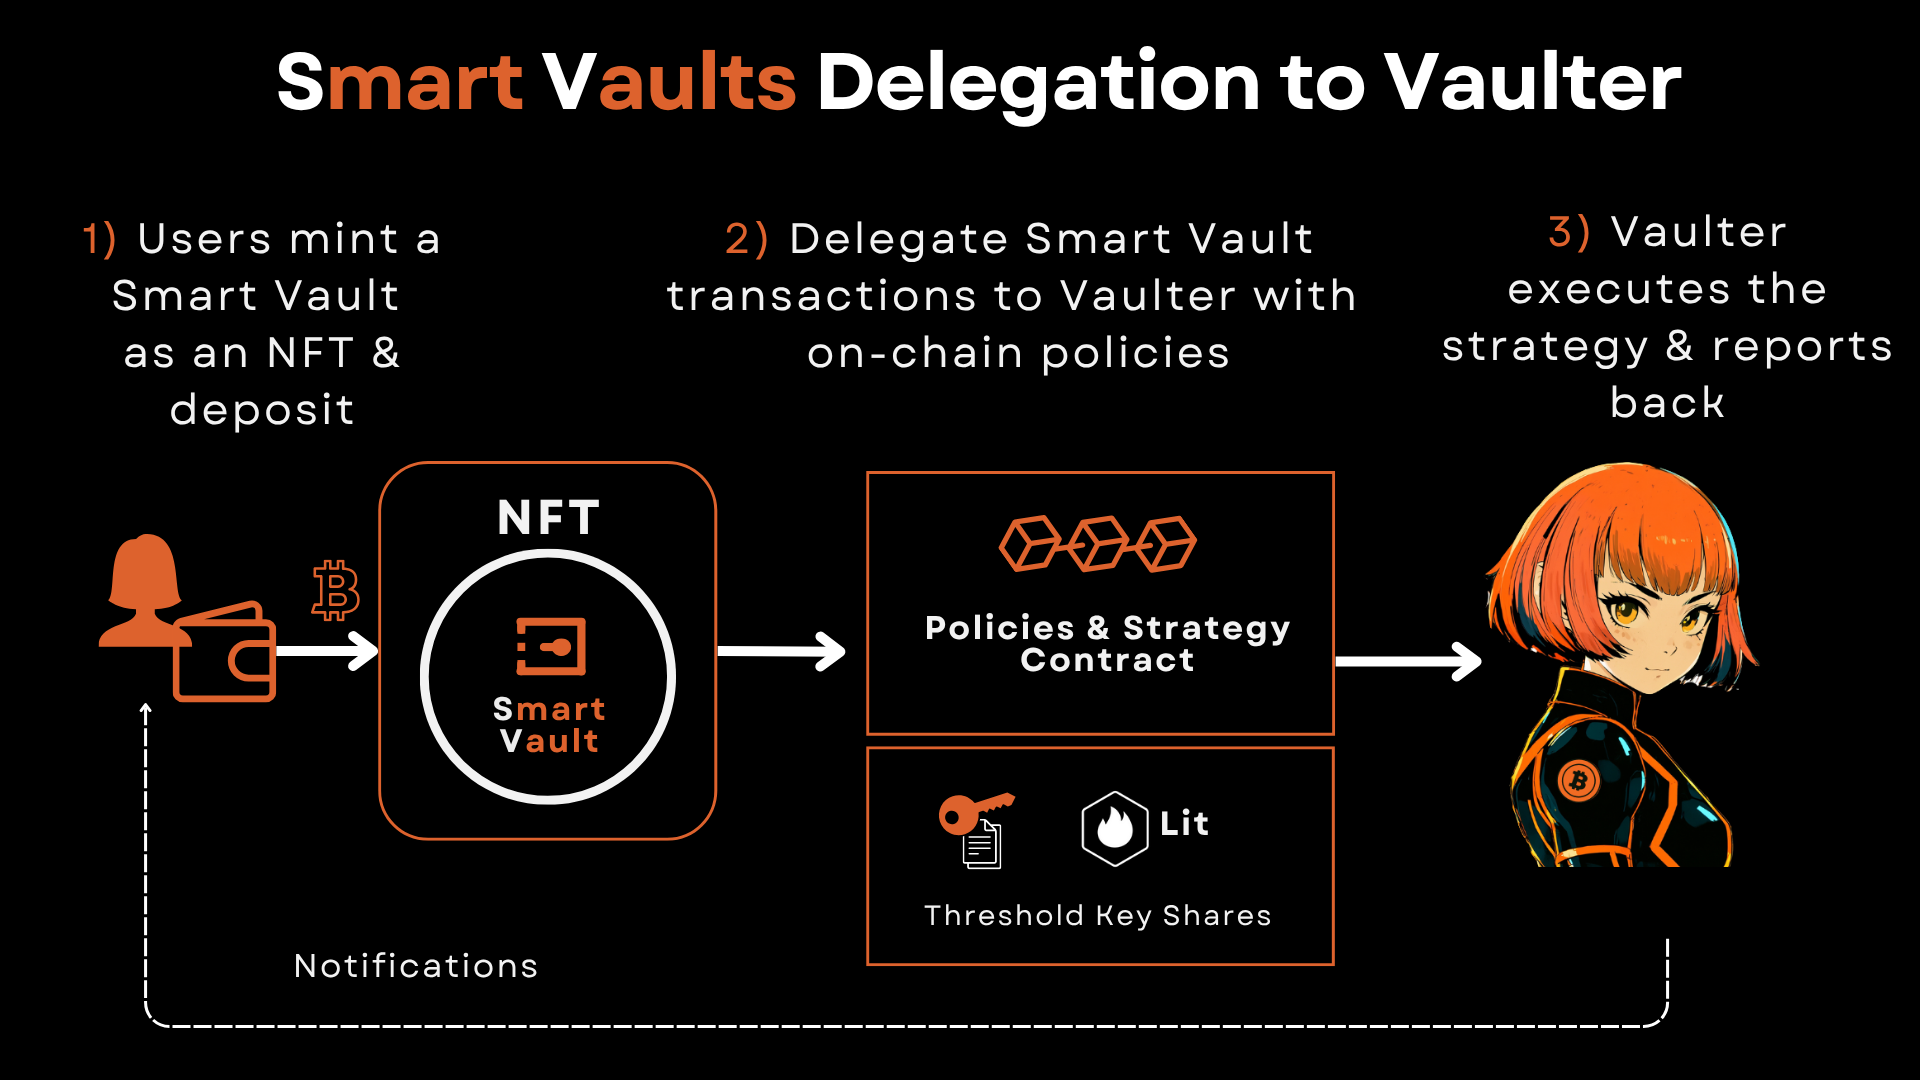 Smart Vaults Delegation to Vaulter
1) Users mint a
Smart Vault
as an NFT &
deposit
2) Delegate Smart Vault
transactions to Vaulter with
on-chain policies
3) Vaulter
executes the
strategy & reports
back
NFT
Smart
Vault
Policies & Strategy
Contract
Lit
Threshold Key Shares
Notifications